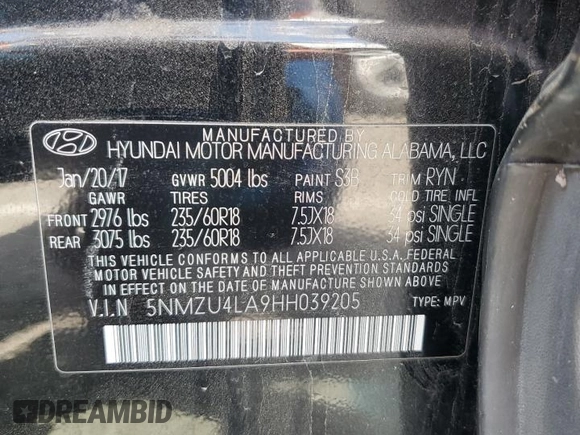 MANUFACTURED BY
HYUNDAI MOTOR MANUFACTURING ALABAMA, LLC
Jan/20/17 GVWR 5004 lbs PAINT S3B TRIM RYN
GAWR TIRES RIMS COLD TIRE INFL
FRONT 2976 lbs 235/60R18 7.5JX18 34 psi SINGLE
REAR 3075 lbs 235/60R18 7.5JX18 34 psi SINGLE
THIS VEHICLE CONFORMS TO ALL APPLICABLE U.S.A. FEDERAL
MOTOR VEHICLE SAFETY AND THEFT PREVENTION STANDARDS
IN EFFECT ON THE DATE OF MANUFACTURE SHOWN ABOVE.
V.I.N 5NMZU4LA9HH039205 TYPE: MPV
DREAMBID